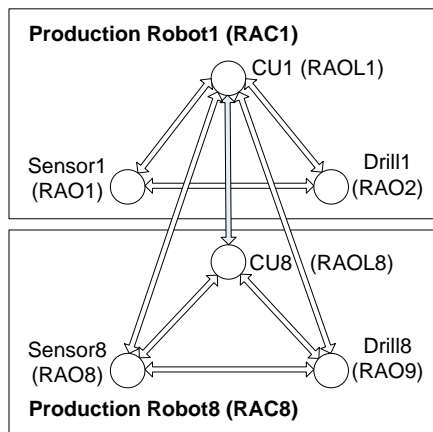 Production Robot1 (RAC1)
CU1 (RAOL1)
Sensor1
(RAO1)
Drill1
(RAO2)
CU8 (RAOL8)
Sensor8
(RAO8)
Drill8
(RAO9)
Production Robot8 (RAC8)